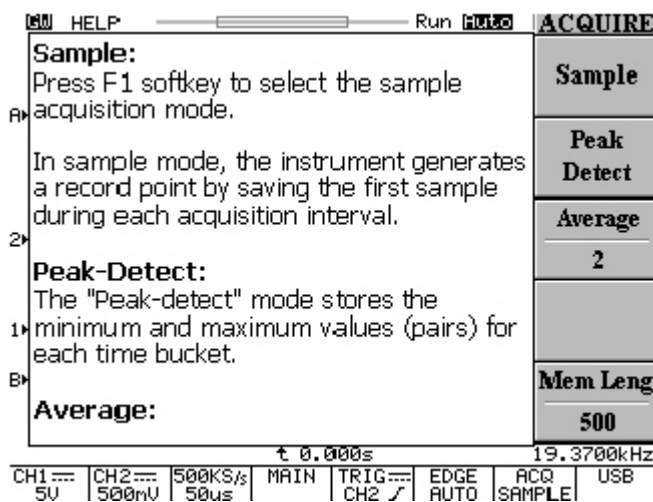 GW HELP Run Auto ACQUIRE
Sample:
Press F1 softkey to select the sample
acquisition mode.
In sample mode, the instrument generates
a record point by saving the first sample
during each acquisition interval.
Peak-Detect:
The "Peak-detect" mode stores the
minimum and maximum values (pairs) for
each time bucket.
Average:
A
2
1
B
Sample
Peak
Detect
Average
2
Mem Leng
500
t 0.000s 19.3700kHz
CH1 CH2 500KS/s MAIN TRIG EDGE ACQ USB
5V 500mV 50us CH2 AUTO SAMPLE